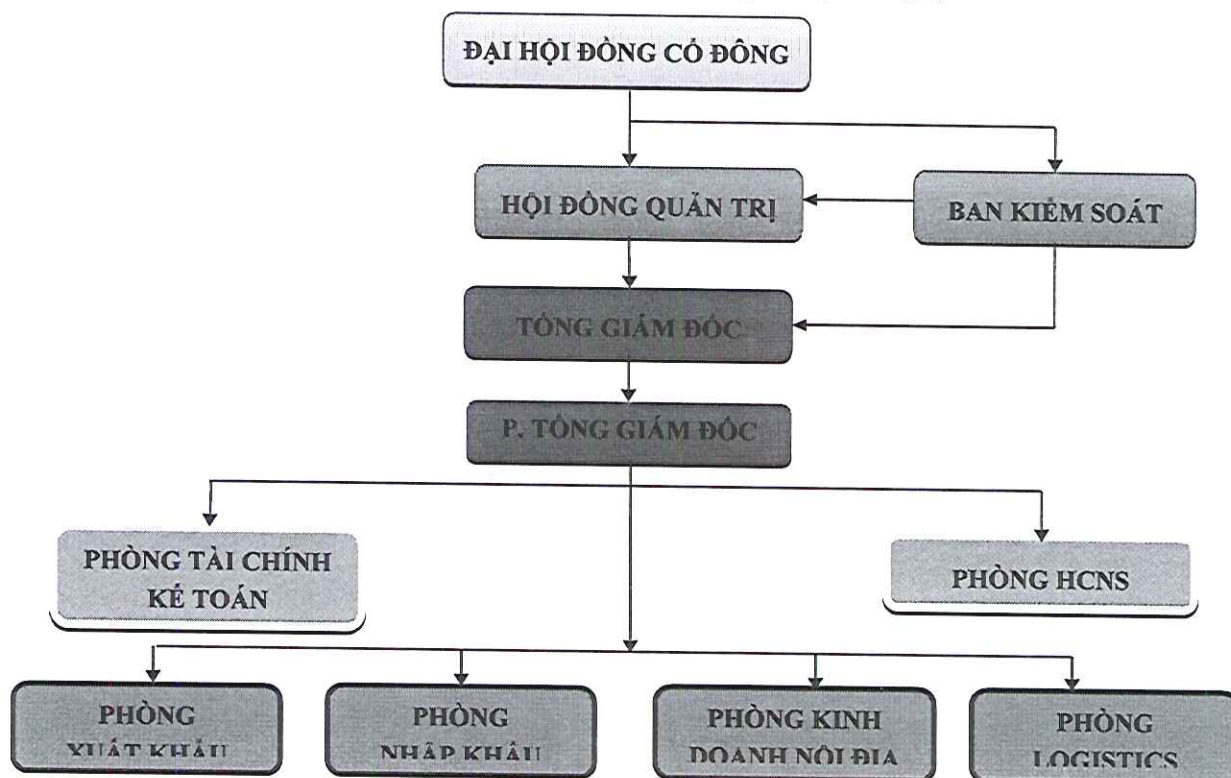 ĐẠI HỘI ĐỒNG CỔ ĐÔNG
HỘI ĐỒNG QUẢN TRỊ
BAN KIỂM SOÁT
TỔNG GIÁM ĐỐC
P. TỔNG GIÁM ĐỐC
PHÒNG TÀI CHÍNH
KẾ TOÁN
PHÒNG HCNS
PHÒNG
XUẤT KHẨU
PHÒNG
NHẬP KHẨU
PHÒNG KINH
DOANH NỘI ĐỊA
PHÒNG
LOGISTICS